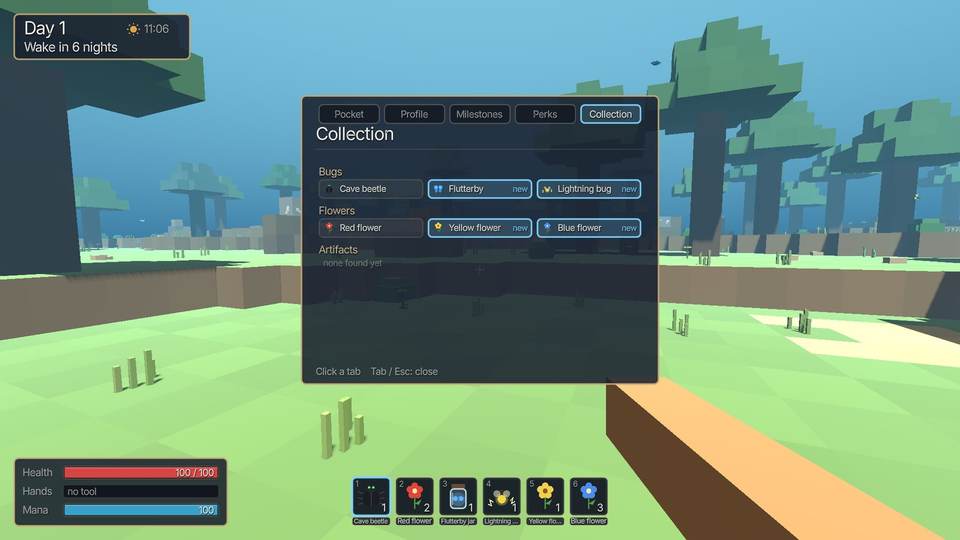 Day 1
11:06
Wake in 6 nights
Pocket
Profile
Milestones
Perks
Collection
Collection
Bugs
Cave beetle
Flutterby new
Lightning bug new
Flowers
Red flower
Yellow flower new
Blue flower new
Artifacts
none found yet
Click a tab Tab / Esc: close
Health 100 / 100
Hands no tool
Mana 100
1 1 Cave beetle
2 2 Red flower
3 1 Flutterby jar
4 1 Lightning ...
5 1 Yellow flo...
6 3 Blue flower